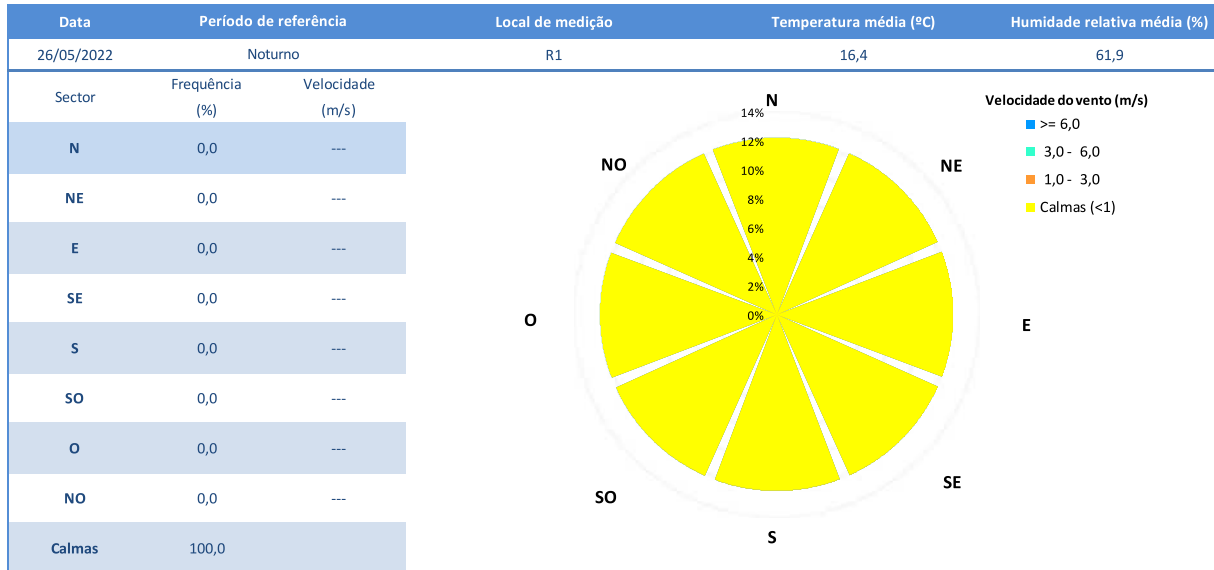 Data Período de referência Local de medição Temperatura média (ºC) Humidade relativa média (%)
26/05/2022 Noturno R1 16,4 61,9
Sector Frequência (%) Velocidade (m/s)
N 0,0 ---
NE 0,0 ---
E 0,0 ---
SE 0,0 ---
S 0,0 ---
SO 0,0 ---
O 0,0 ---
NO 0,0 ---
Calmas 100,0
N
NE
E
SE
S
SO
O
NO
14%
12%
10%
8%
6%
4%
2%
0%
Velocidade do vento (m/s)
>= 6,0
3,0 - 6,0
1,0 - 3,0
Calmas (<1)